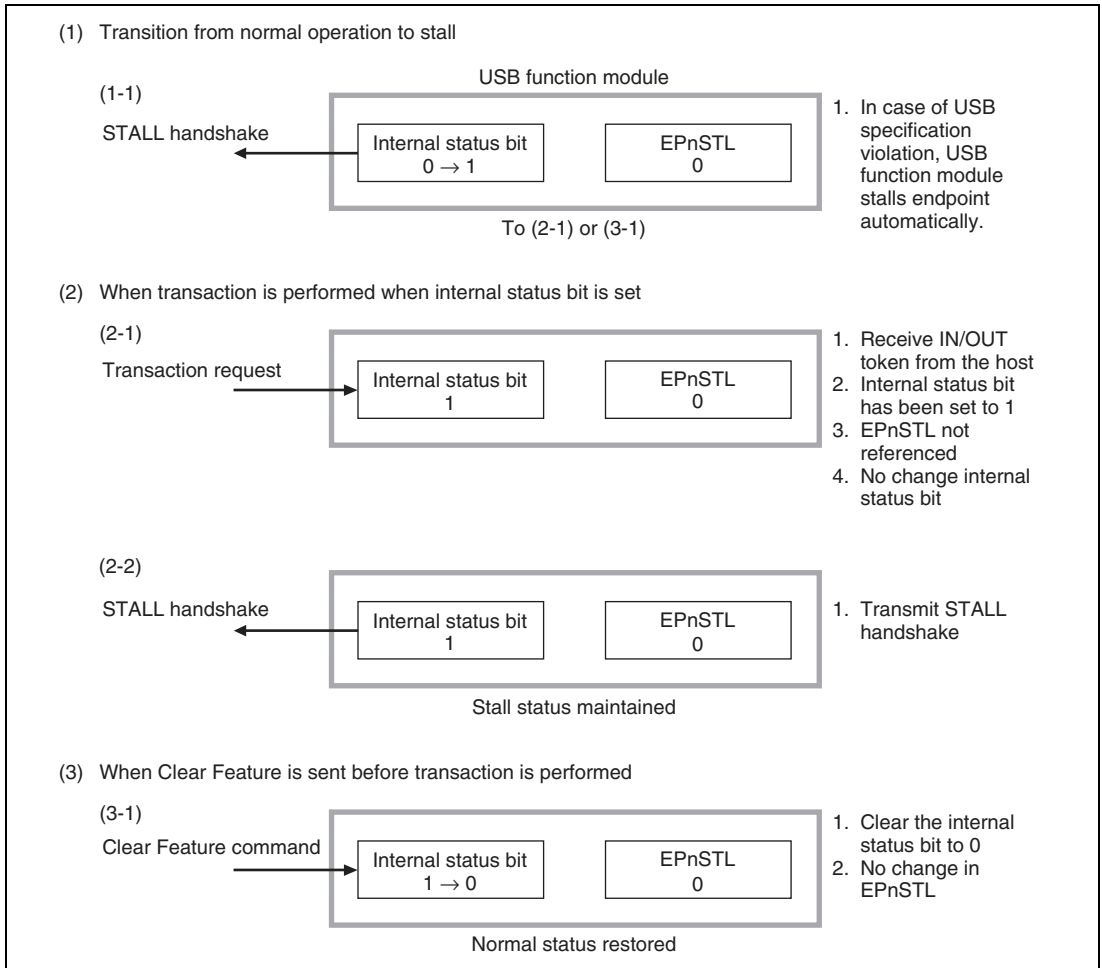 (1) Transition from normal operation to stall
(1-1)
USB function module
STALL handshake
Internal status bit
0 → 1
EPnSTL
0
1. In case of USB
specification
violation, USB
function module
stalls endpoint
automatically.
To (2-1) or (3-1)
(2) When transaction is performed when internal status bit is set
(2-1)
Transaction request
Internal status bit
1
EPnSTL
0
1. Receive IN/OUT
token from the host
2. Internal status bit
has been set to 1
3. EPnSTL not
referenced
4. No change internal
status bit
(2-2)
STALL handshake
Internal status bit
1
EPnSTL
0
1. Transmit STALL
handshake
Stall status maintained
(3) When Clear Feature is sent before transaction is performed
(3-1)
Clear Feature command
Internal status bit
1 → 0
EPnSTL
0
1. Clear the internal
status bit to 0
2. No change in
EPnSTL
Normal status restored